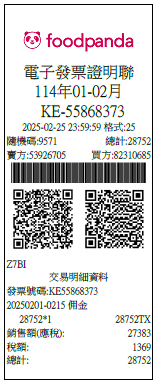 foodpanda
電子發票證明聯
114年01-02月
KE-55868373
2025-02-25 23:59:59 格式:25
隨機碼:9571 總計:28752
賣方:53926705 買方:82310685
Z7BI
交易明細資料
發票號碼:KE55868373
20250201-0215 佣金
28752*1 28752TX
銷售額(應稅): 27383
稅額: 1369
總計: 28752